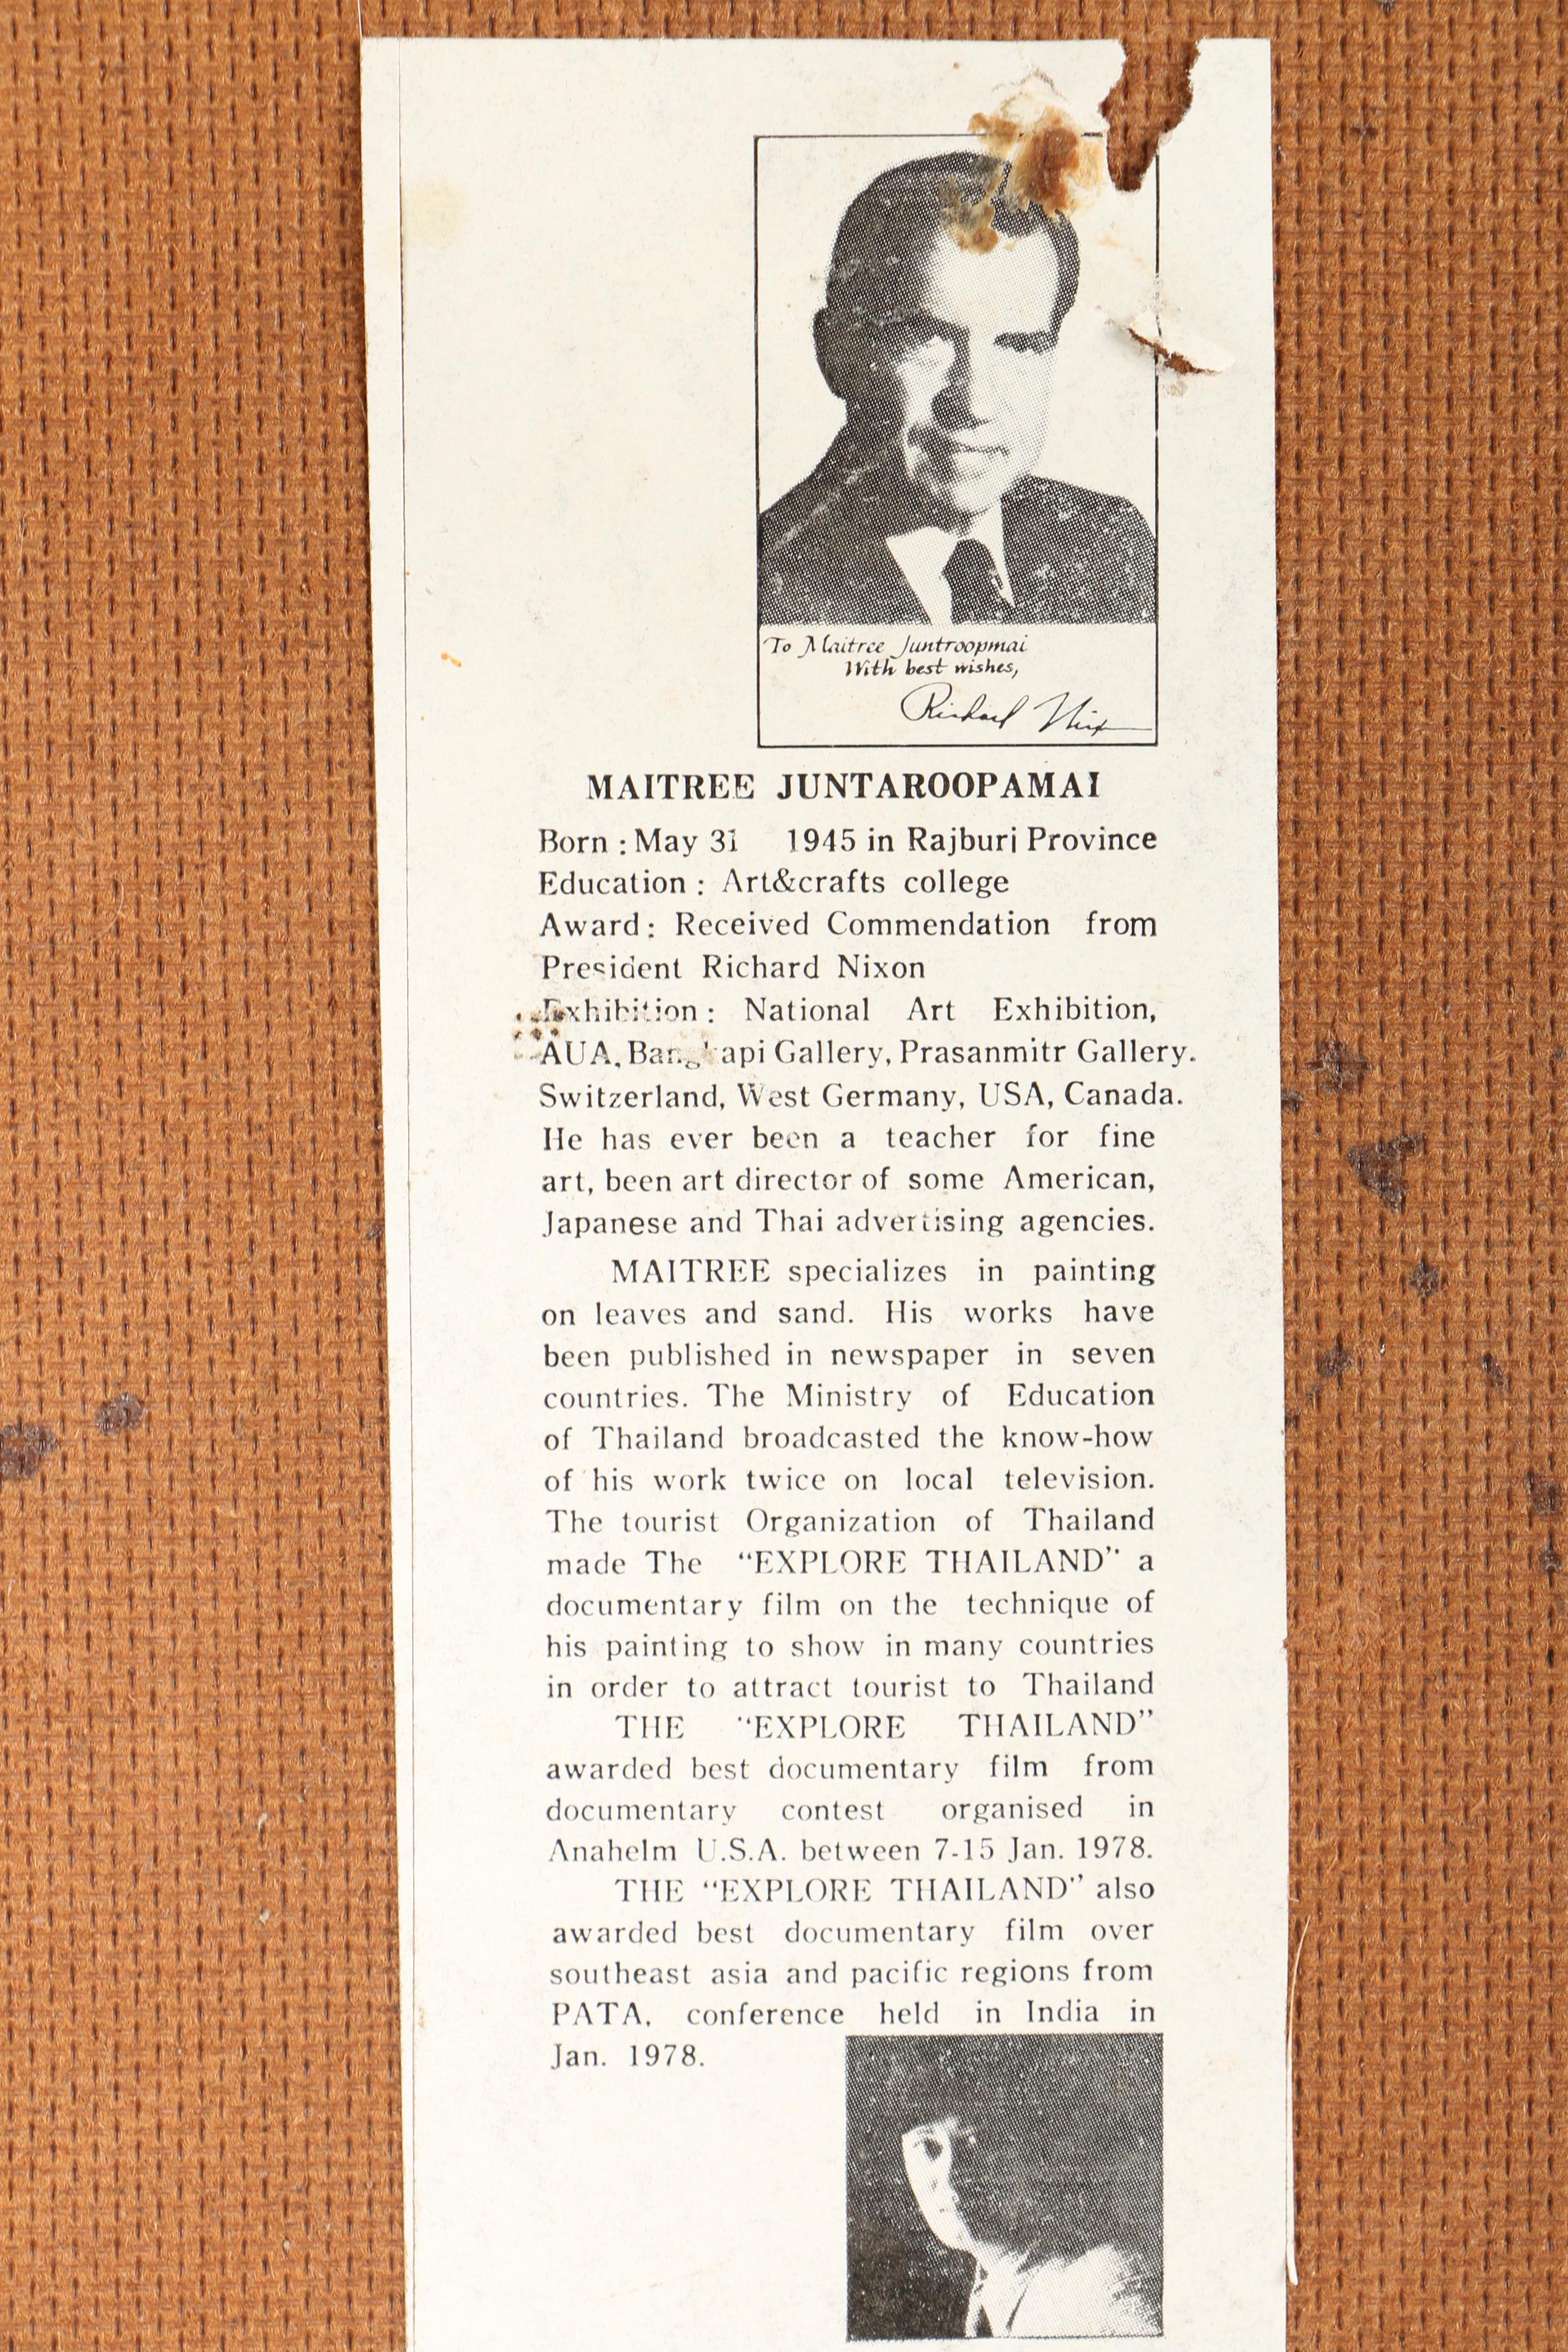 To Maitree Juntroopmai
With best wishes,
Richard Nix
MAITREE JUNTAROOPAMAI
Born : May 31 1945 in Rajburi Province
Education : Art&crafts college
Award : Received Commendation from
President Richard Nixon
Exhibition : National Art Exhibition,
AUA, Bangkapi Gallery, Prasanmitr Gallery.
Switzerland, West Germany, USA, Canada.
He has ever been a teacher for fine
art, been art director of some American,
Japanese and Thai advertising agencies.
MAITREE specializes in painting
on leaves and sand. His works have
been published in newspaper in seven
countries. The Ministry of Education
of Thailand broadcasted the know-how
of his work twice on local television.
The tourist Organization of Thailand
made The “EXPLORE THAILAND” a
documentary film on the technique of
his painting to show in many countries
in order to attract tourist to Thailand
THE “EXPLORE THAILAND”
awarded best documentary film from
documentary contest organised in
Anahelm U.S.A. between 7-15 Jan. 1978.
THE “EXPLORE THAILAND” also
awarded best documentary film over
southeast asia and pacific regions from
PATA. conference held in India in
Jan. 1978.